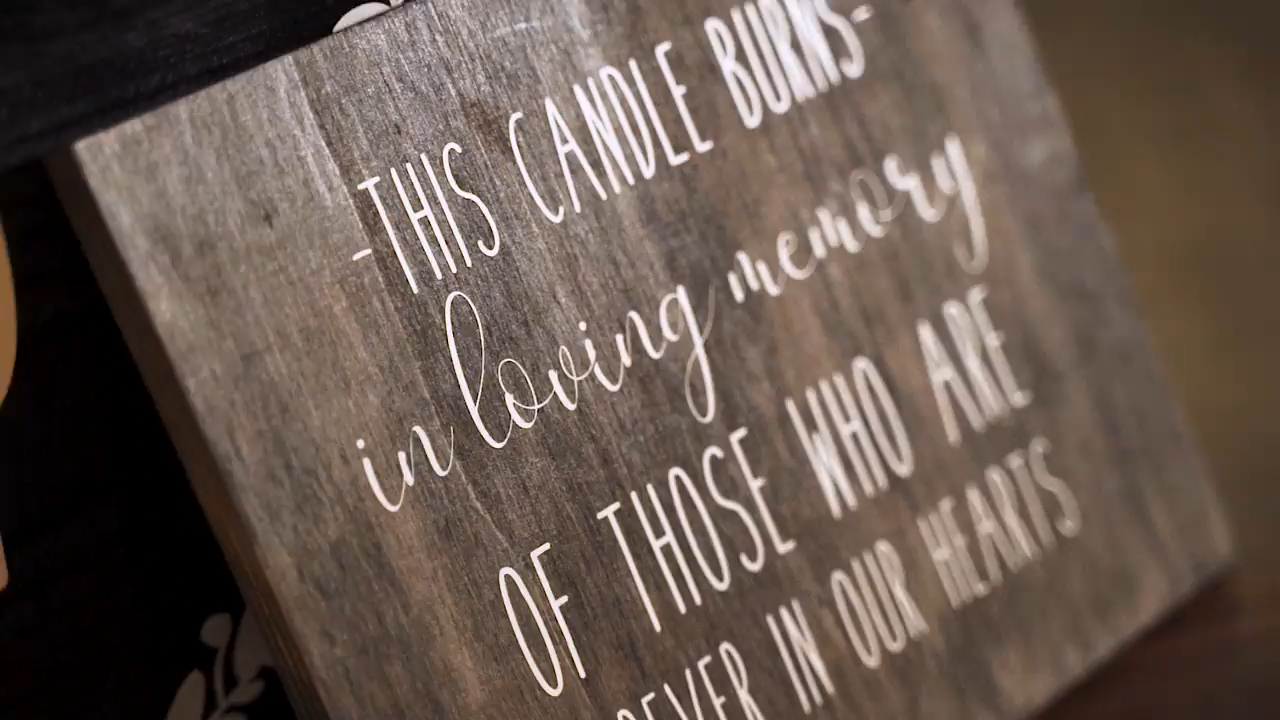 -THIS CANDLE BURNS-
in loving memory
OF THOSE WHO ARE
IN OUR HEARTS